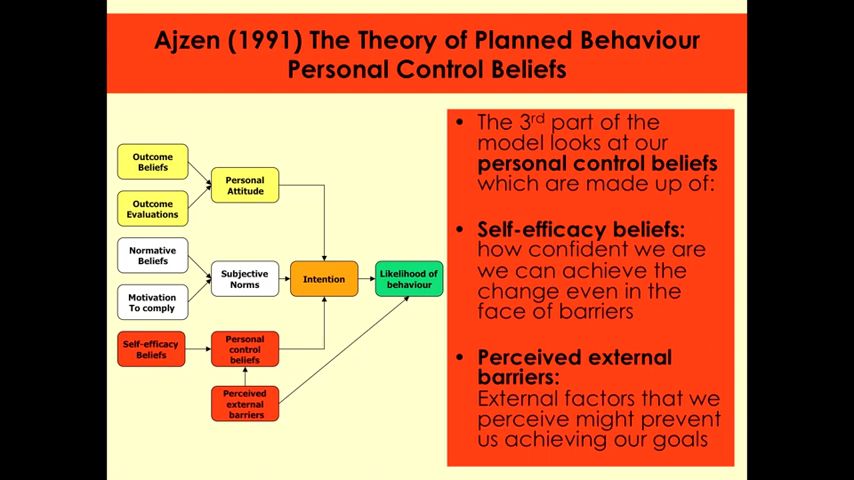 Ajzen (1991) The Theory of Planned Behaviour
Personal Control Beliefs
Outcome
Beliefs
Outcome
Evaluations
Personal
Attitude
Normative
Beliefs
Motivation
To comply
Subjective
Norms
Intention
Likelihood of
behaviour
Self-efficacy
Beliefs
Personal
control
beliefs
Perceived
external
barriers
• The 3rd part of the
model looks at our
personal control beliefs
which are made up of:
• Self-efficacy beliefs:
how confident we are
we can achieve the
change even in the
face of barriers
• Perceived external
barriers:
External factors that we
perceive might prevent
us achieving our goals